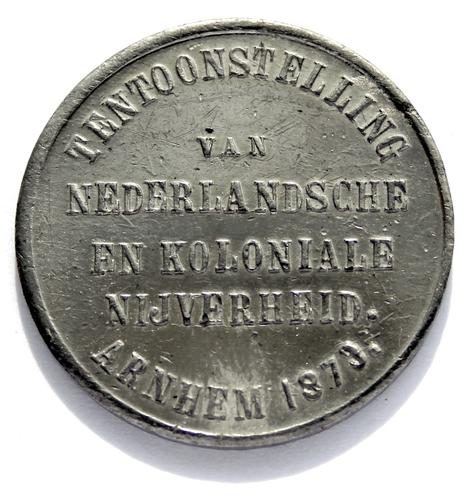 TENTOONSTELLING
VAN
NEDERLANDSCHE
EN KOLONIALE
NIJVERHEID.
ARNHEM 1879.